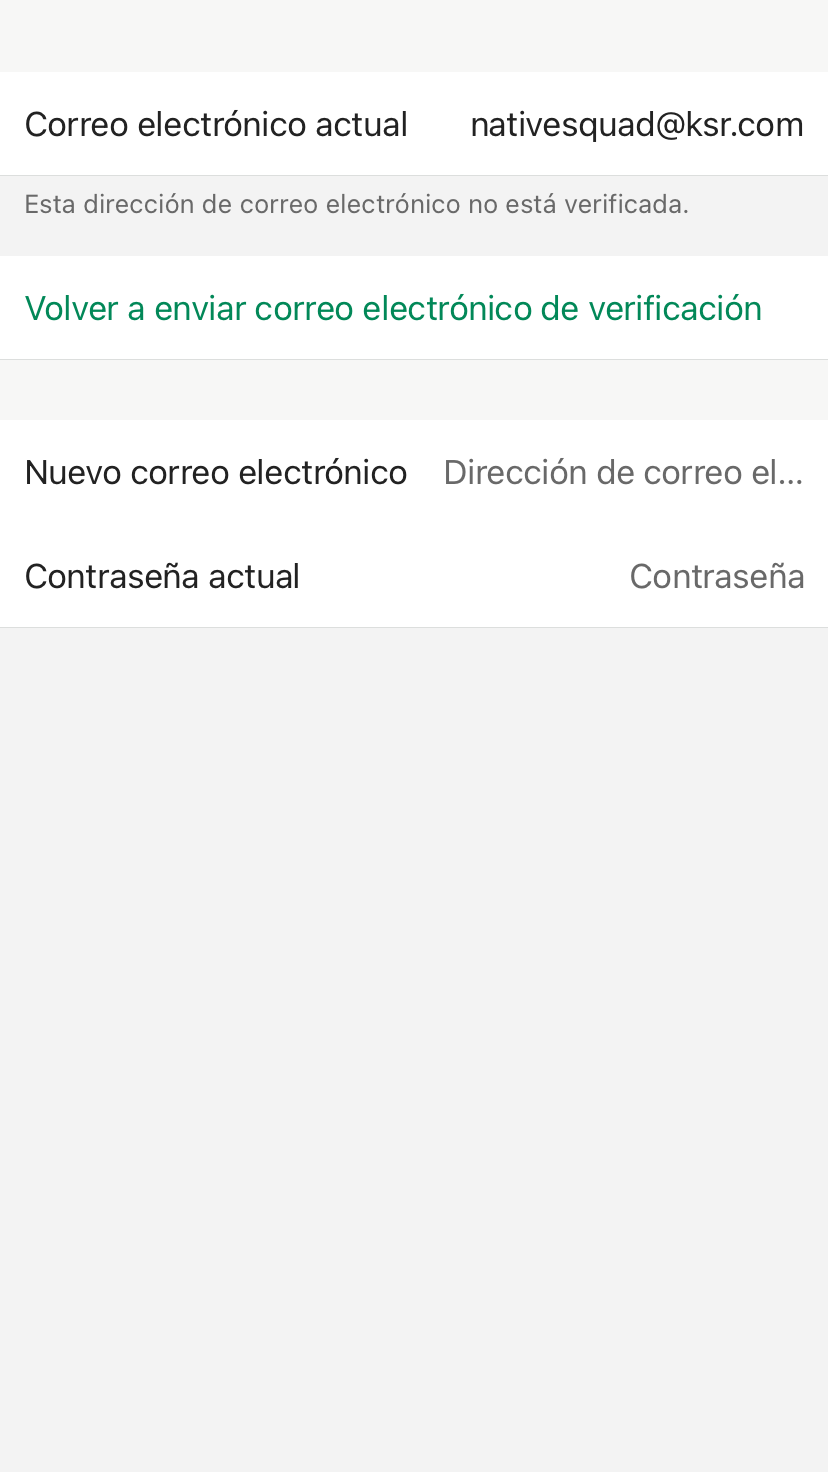 Correo electrónico actual nativesquad@ksr.com
Esta dirección de correo electrónico no está verificada.
Volver a enviar correo electrónico de verificación
Nuevo correo electrónico Dirección de correo el...
Contraseña actual Contraseña